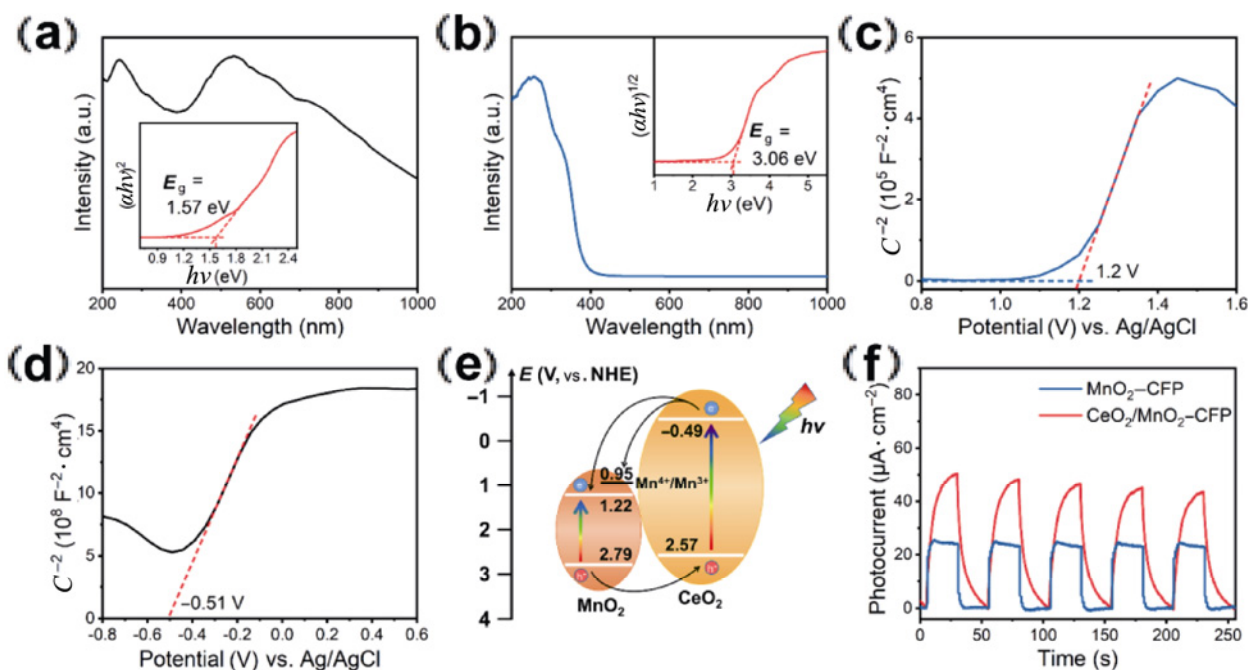 (a)
Intensity (a.u.)
(αhν)²
E_g =
1.57 eV
0.9 1.2 1.5 1.8 2.1 2.4
hν (eV)
200 400 600 800 1000
Wavelength (nm)
(b)
Intensity (a.u.)
(αhν)^{1/2}
E_g =
3.06 eV
1 2 3 4 5
hν (eV)
200 400 600 800 1000
Wavelength (nm)
(c)
C⁻² (10⁵ F⁻²·cm⁴)
6
4
2
0
1.2 V
0.8 1.0 1.2 1.4 1.6
Potential (V) vs. Ag/AgCl
(d)
C⁻² (10⁸ F⁻²·cm⁴)
20
15
10
5
0
−0.51 V
-0.8 -0.6 -0.4 -0.2 0.0 0.2 0.4 0.6
Potential (V) vs. Ag/AgCl
(e)
E (V, vs. NHE)
−1
0
1
2
3
4
e⁻
−0.49
hν
0.95
Mn⁴⁺/Mn³⁺
e⁻
1.22
2.79
2.57
h⁺
h⁺
MnO₂
CeO₂
(f)
Photocurrent (μA·cm⁻²)
80
60
40
20
0
MnO₂−CFP
CeO₂/MnO₂−CFP
0 50 100 150 200 250
Time (s)